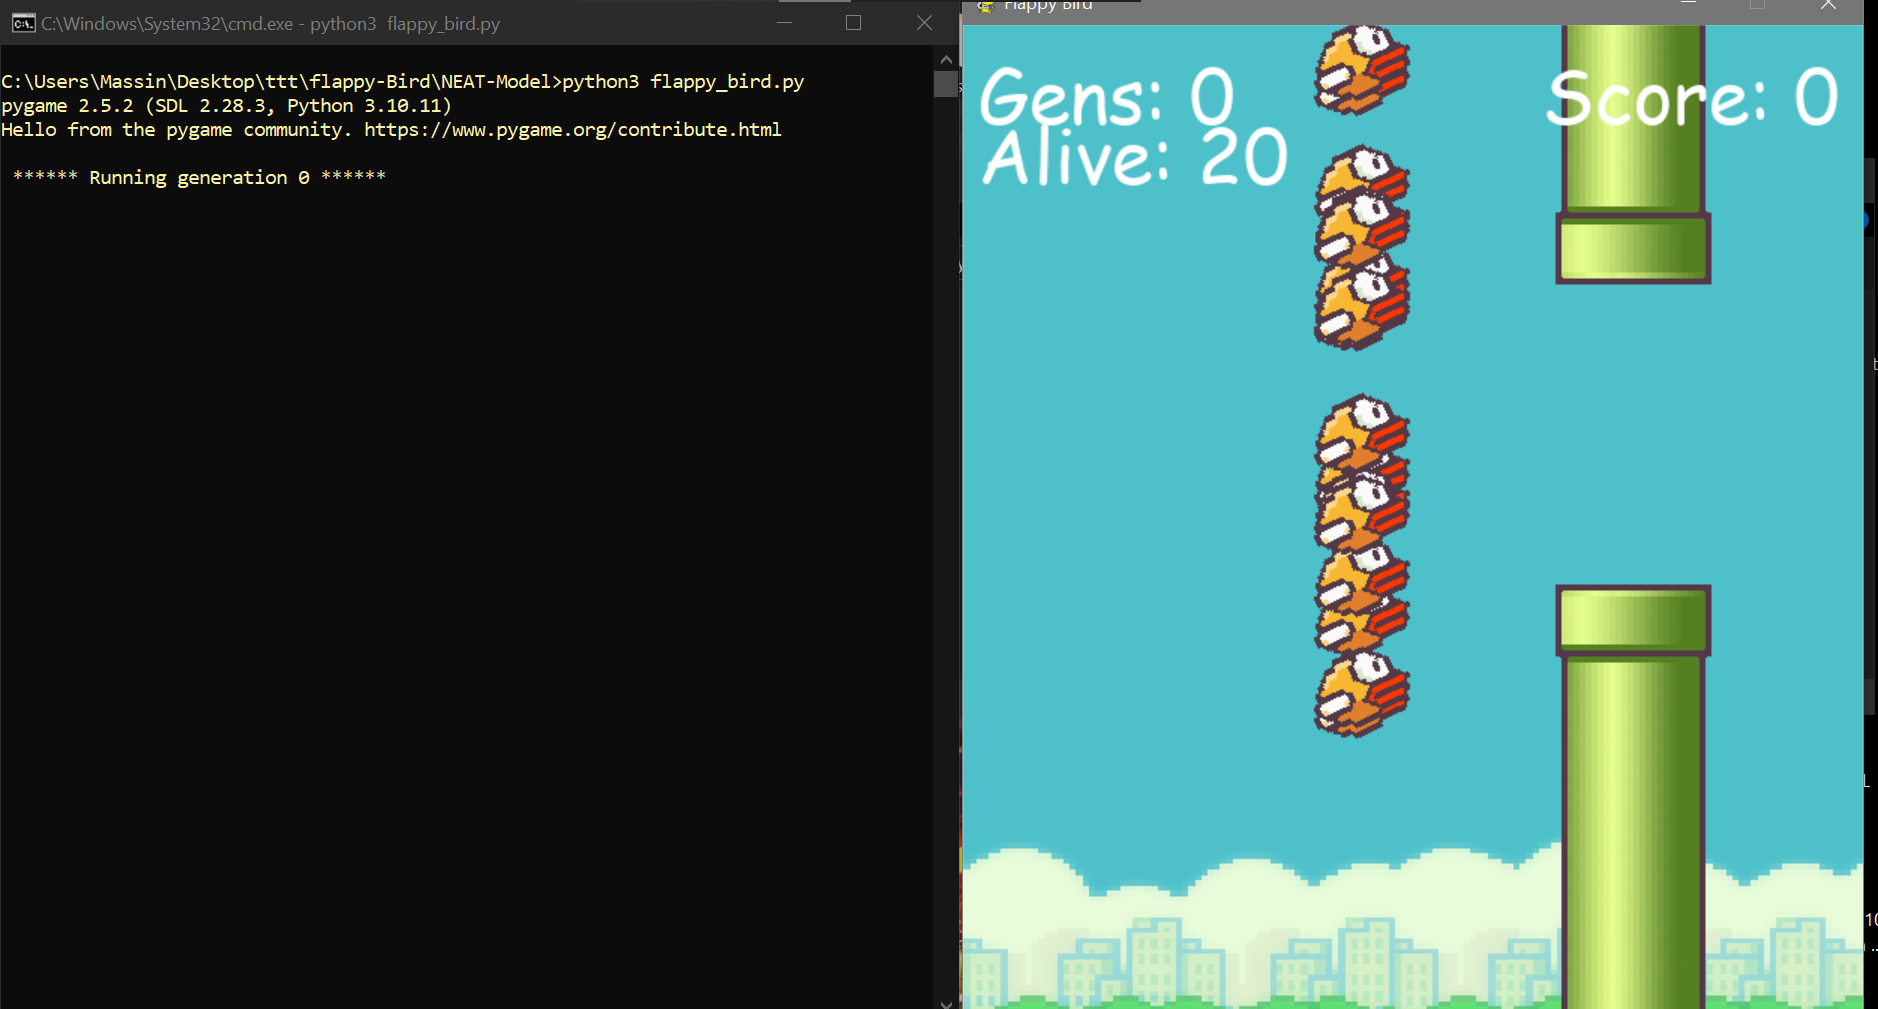 C:\Windows\System32\cmd.exe - python3  flappy_bird.py
C:\Users\Massin\Desktop\ttt\flappy-Bird\NEAT-Model>python3 flappy_bird.py
pygame 2.5.2 (SDL 2.28.3, Python 3.10.11)
Hello from the pygame community. https://www.pygame.org/contribute.html
****** Running generation 0 ******
Flappy Bird
Gens: 0
Score: 0
Alive: 20